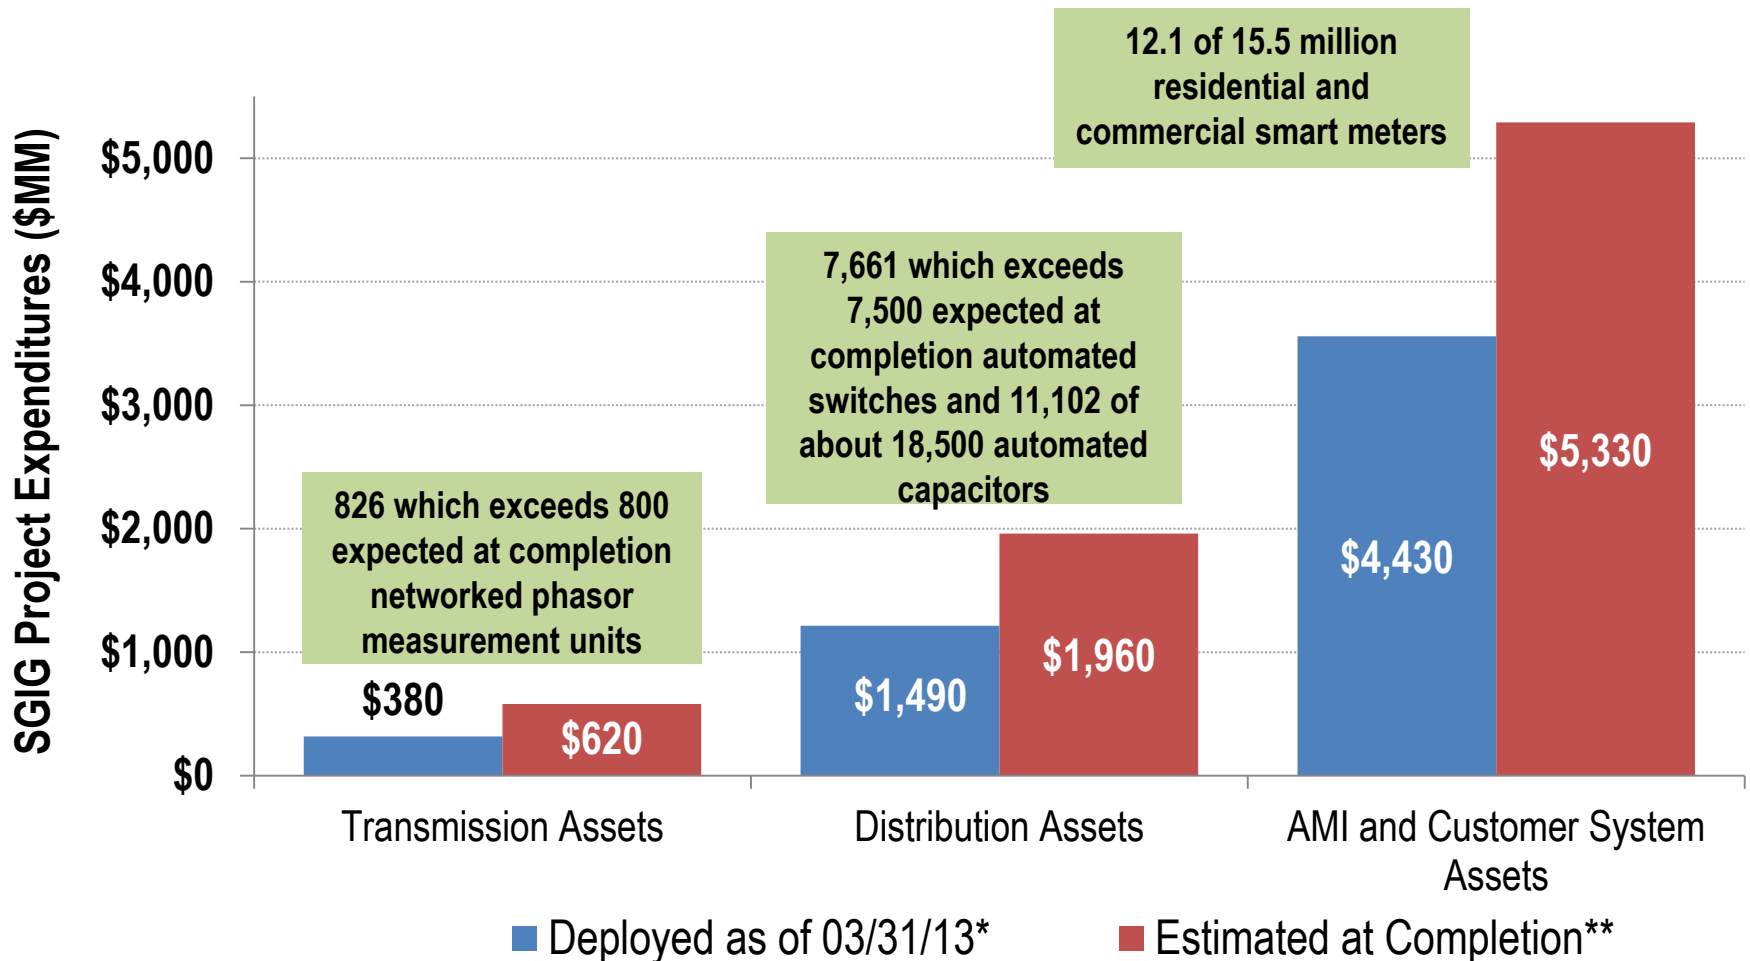 12.1 of 15.5 million
residential and
commercial smart meters
SGIG Project Expenditures ($MM)
$5,000
$4,000
$3,000
$2,000
$1,000
$0
7,661 which exceeds
7,500 expected at
completion automated
switches and 11,102 of
about 18,500 automated
capacitors
826 which exceeds 800
expected at completion
networked phasor
measurement units
$380
$620
$1,490
$1,960
$4,430
$5,330
Transmission Assets
Distribution Assets
AMI and Customer System
Assets
Deployed as of 03/31/13*
Estimated at Completion**